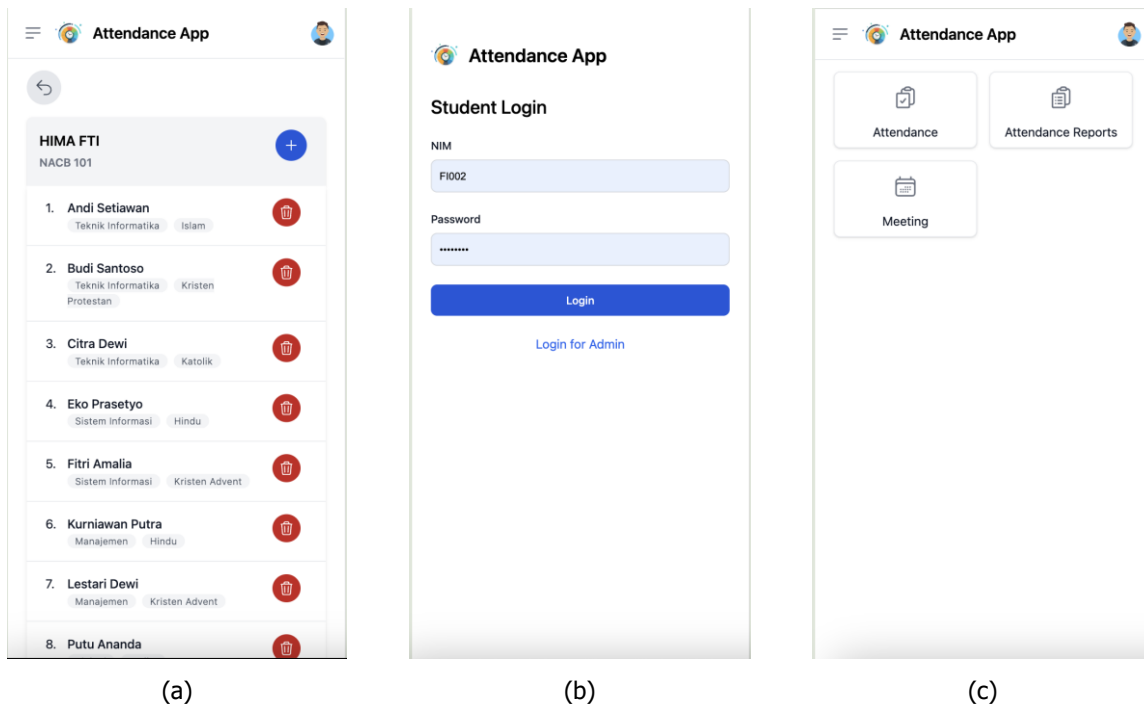 Attendance App
HIMA FTI
NACB 101
1. Andi Setiawan
Teknik Informatika Islam
2. Budi Santoso
Teknik Informatika Kristen
Protestan
3. Citra Dewi
Teknik Informatika Katolik
4. Eko Prasetyo
Sistem Informasi Hindu
5. Fitri Amalia
Sistem Informasi Kristen Advent
6. Kurniawan Putra
Manajemen Hindu
7. Lestari Dewi
Manajemen Kristen Advent
8. Putu Ananda
(a)
Attendance App
Student Login
NIM
FI002
Password
••••••••
Login
Login for Admin
(b)
Attendance App
Attendance
Attendance Reports
Meeting
(c)